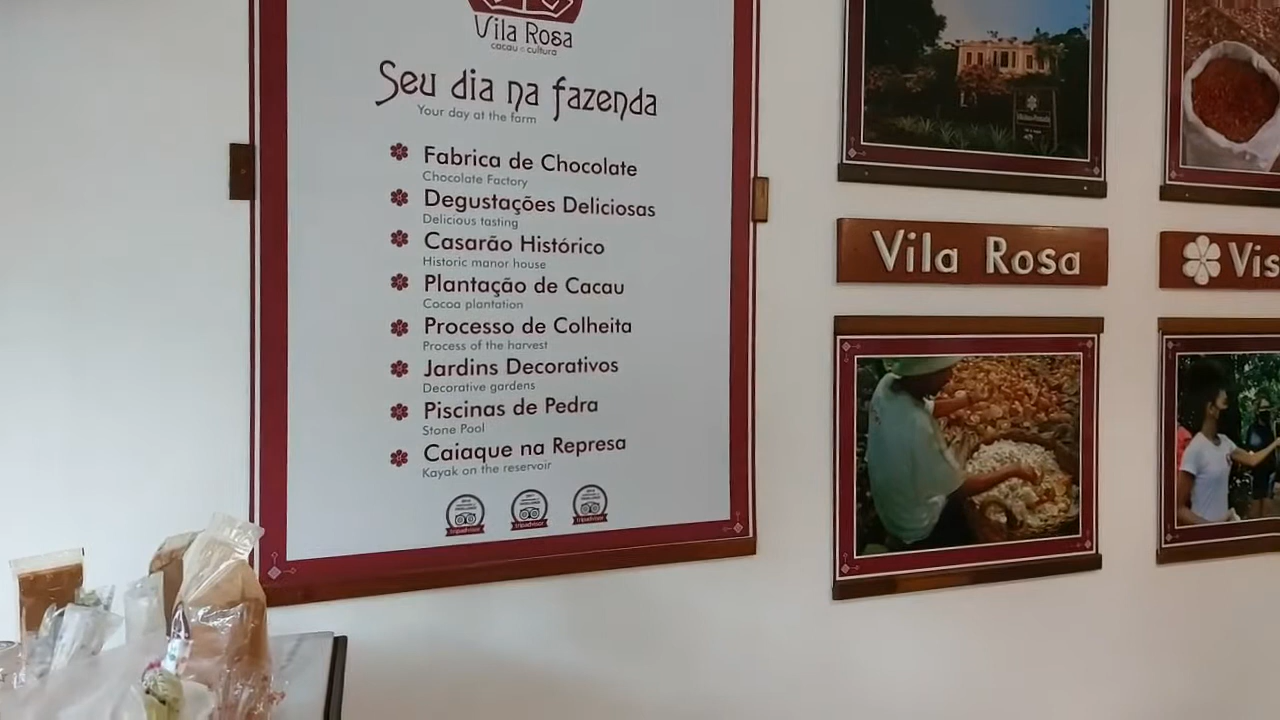 Vila Rosa
cacau e cultura
Seu dia na fazenda
Your day at the farm
Fabrica de Chocolate
Chocolate Factory
Degustações Deliciosas
Delicious tasting
Casarão Histórico
Historic manor house
Plantação de Cacau
Cocoa plantation
Processo de Colheita
Process of the harvest
Jardins Decorativos
Decorative gardens
Piscinas de Pedra
Stone Pool
Caiaque na Represa
Kayak on the reservoir
tripadvisor
tripadvisor
tripadvisor
Vila Rosa
Vis